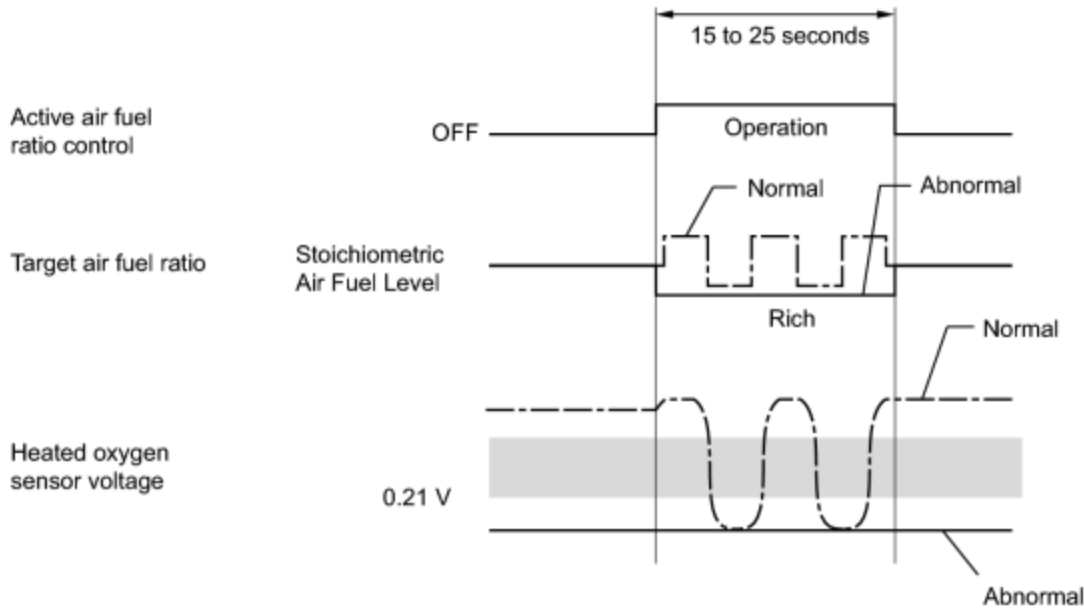 15 to 25 seconds
Active air fuel
ratio control
OFF
Operation
Normal
Abnormal
Target air fuel ratio
Stoichiometric
Air Fuel Level
Rich
Normal
Heated oxygen
sensor voltage
0.21 V
Abnormal